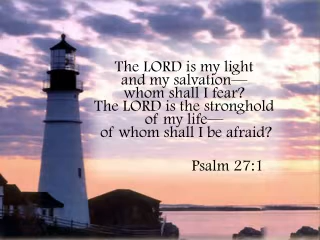 The LORD is my light
and my salvation—
whom shall I fear?
The LORD is the stronghold
of my life—
of whom shall I be afraid?
Psalm 27:1